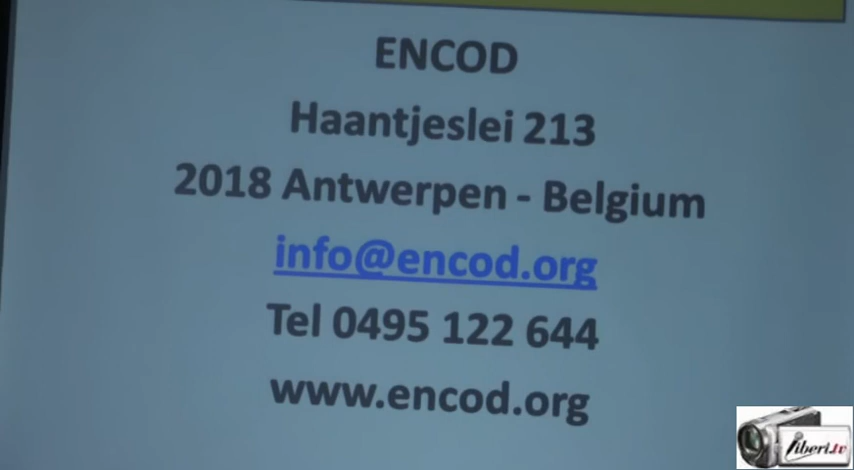 ENCOD
Haantjeslei 213
2018 Antwerpen - Belgium
info@encod.org
Tel 0495 122 644
www.encod.org
liberi.tv